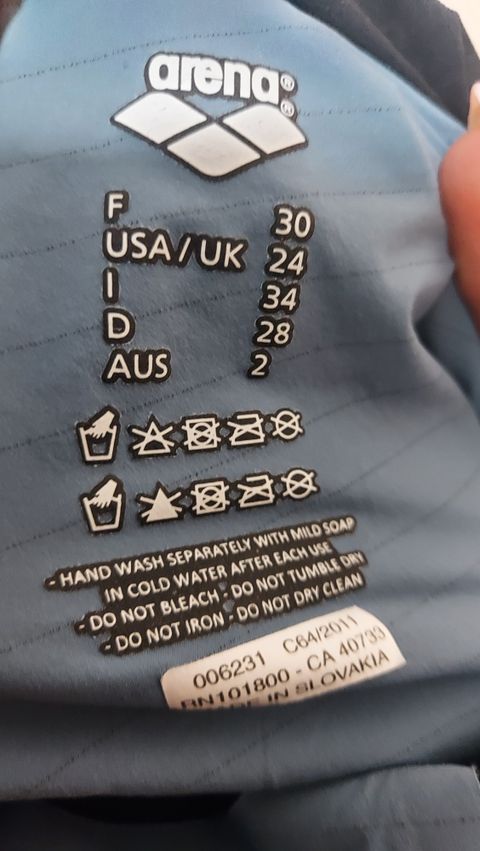 arena®
®
F 30
USA/UK 24
I 34
D 28
AUS 2
- HAND WASH SEPARATELY WITH MILD SOAP
IN COLD WATER AFTER EACH USE
- DO NOT BLEACH - DO NOT TUMBLE DRY
- DO NOT IRON - DO NOT DRY CLEAN
006231 C64/2011
RN101800 - CA 40733
MADE IN SLOVAKIA